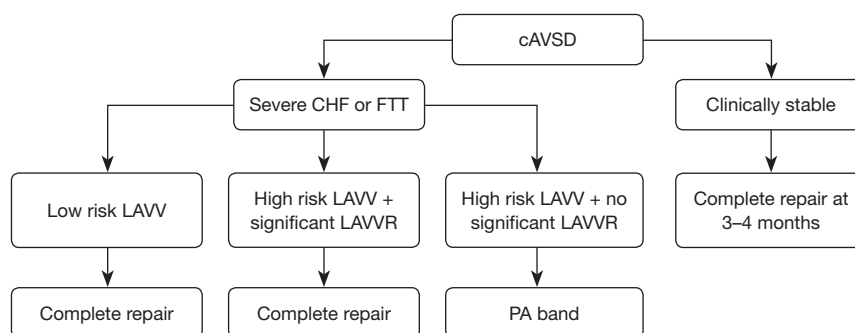 cAVSD
Severe CHF or FTT
Clinically stable
Low risk LAVV
High risk LAVV +
significant LAVVR
High risk LAVV + no
significant LAVVR
Complete repair at
3–4 months
Complete repair
Complete repair
PA band